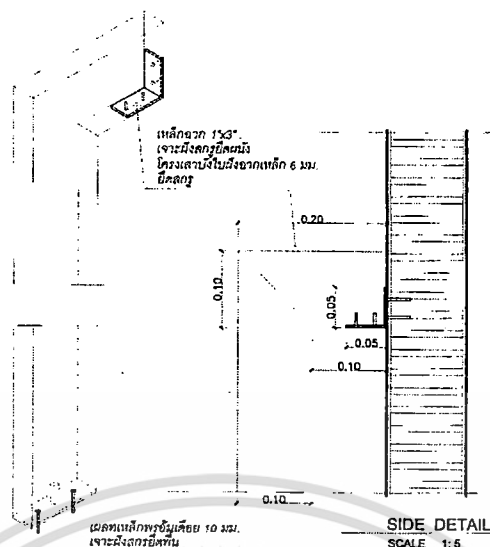 เหล็กฉาก 1"x3".
เจาะฝังสกรูยึดผนัง
โครงเสาบังใบฝังฉากเหล็ก 6 มม.
ยึดสกรู
0.20
0.10
0.05
0.05
0.10
0.10
เพลทเหล็กพร้อมเดือย 10 มม.
เจาะฝังสกรูยึดพื้น
SIDE DETAIL
SCALE 1:5